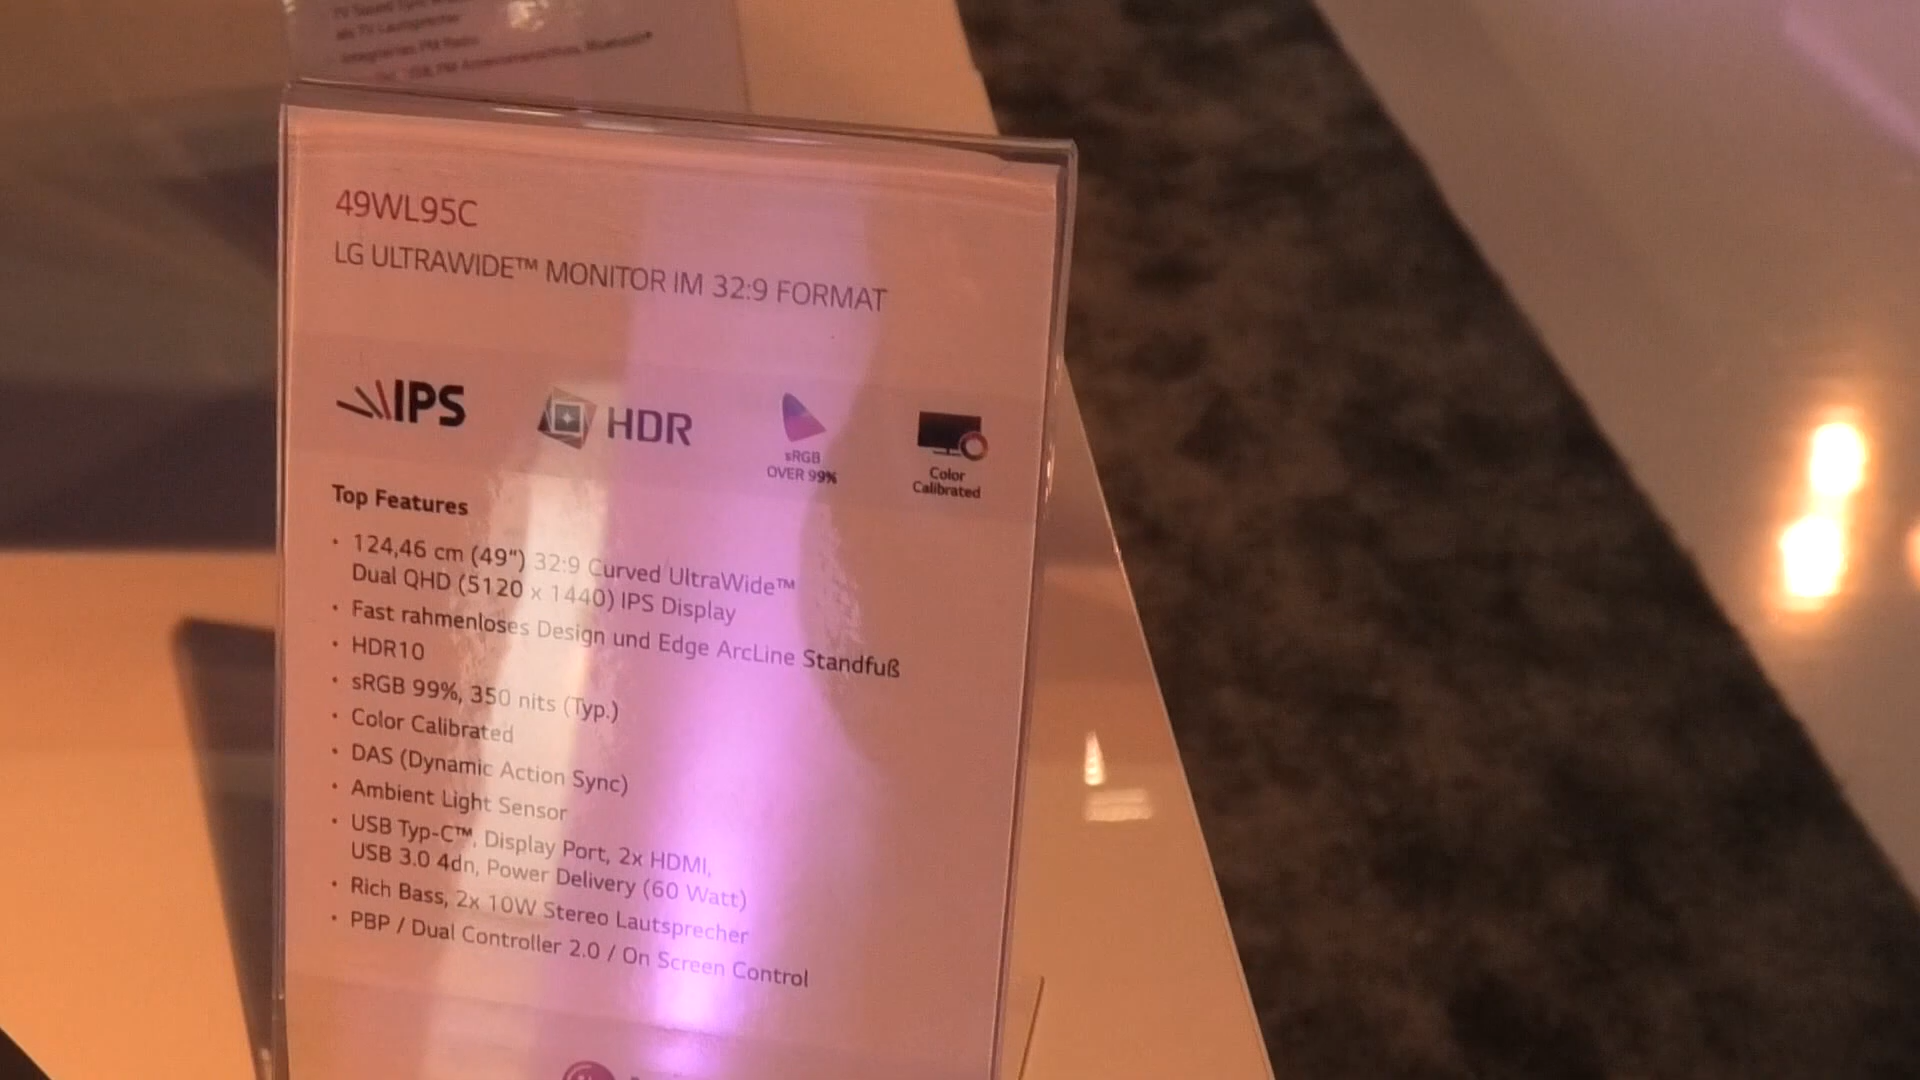 als TV Lautsprecher
49WL95C
LG ULTRAWIDE™ MONITOR IM 32:9 FORMAT
IPS
HDR
sRGB
OVER 99%
Color
Calibrated
Top Features
• 124,46 cm (49") 32:9 Curved UltraWide™
Dual QHD (5120 x 1440) IPS Display
• Fast rahmenloses Design und Edge ArcLine Standfuß
• HDR10
• sRGB 99%, 350 nits (Typ.)
• Color Calibrated
• DAS (Dynamic Action Sync)
• Ambient Light Sensor
• USB Typ-C™, Display Port, 2x HDMI,
USB 3.0 4dn, Power Delivery (60 Watt)
• Rich Bass, 2x 10W Stereo Lautsprecher
• PBP / Dual Controller 2.0 / On Screen Control